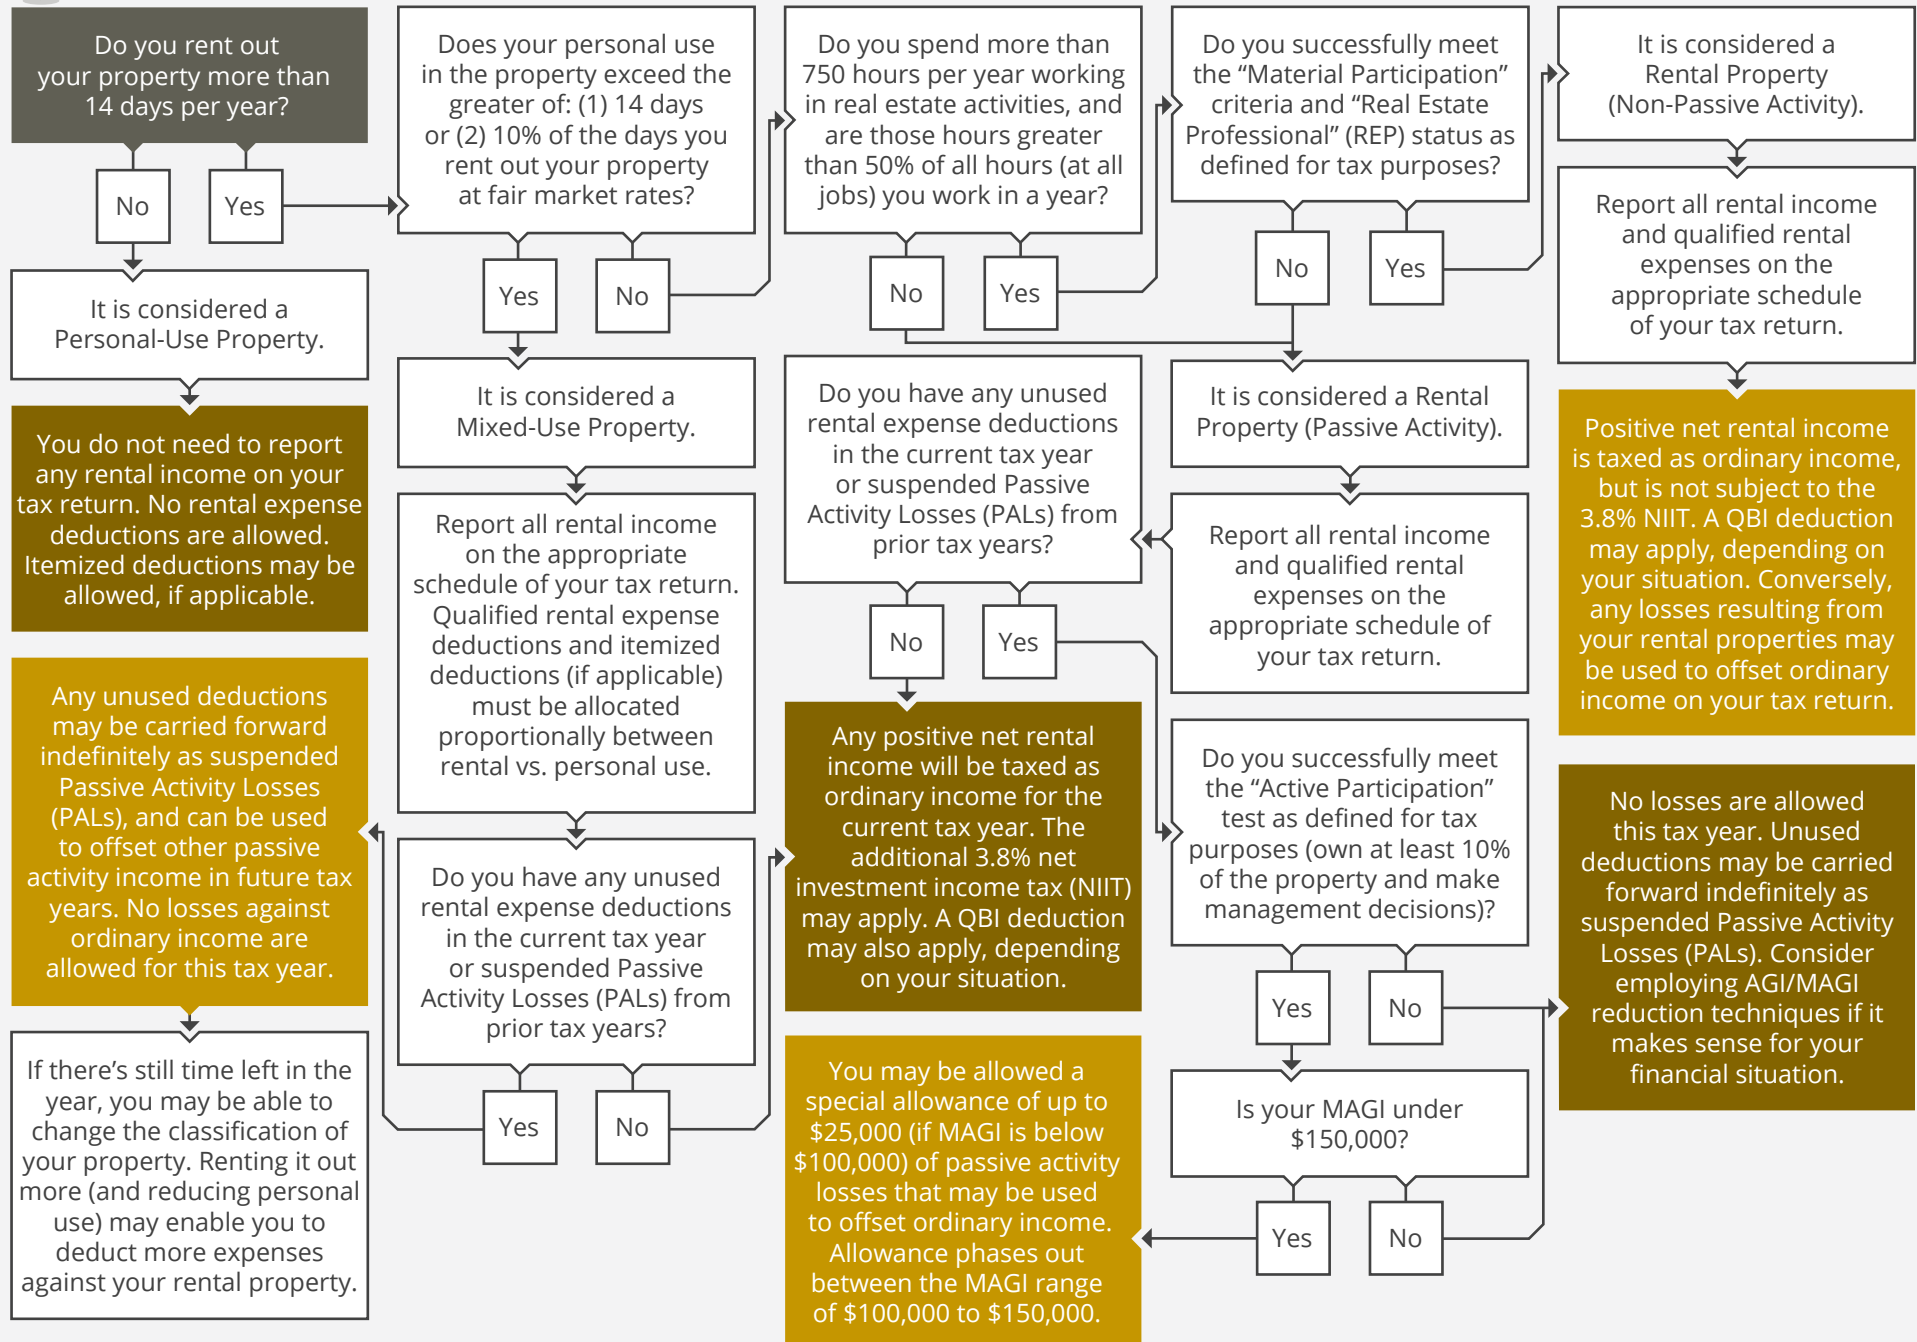 Do you rent out
your property more than
14 days per year?
No
Yes
It is considered a
Personal-Use Property.
You do not need to report
any rental income on your
tax return. No rental expense
deductions are allowed.
Itemized deductions may be
allowed, if applicable.
Any unused deductions
may be carried forward
indefinitely as suspended
Passive Activity Losses
(PALs), and can be used
to offset other passive
activity income in future tax
years. No losses against
ordinary income are
allowed for this tax year.
If there’s still time left in the
year, you may be able to
change the classification of
your property. Renting it out
more (and reducing personal
use) may enable you to
deduct more expenses
against your rental property.
Does your personal use
in the property exceed the
greater of: (1) 14 days
or (2) 10% of the days you
rent out your property
at fair market rates?
Yes
No
It is considered a
Mixed-Use Property.
Report all rental income
on the appropriate
schedule of your tax return.
Qualified rental expense
deductions and itemized
deductions (if applicable)
must be allocated
proportionally between
rental vs. personal use.
Do you have any unused
rental expense deductions
in the current tax year
or suspended Passive
Activity Losses (PALs) from
prior tax years?
Yes
No
Do you spend more than
750 hours per year working
in real estate activities, and
are those hours greater
than 50% of all hours (at all
jobs) you work in a year?
No
Yes
Do you have any unused
rental expense deductions
in the current tax year
or suspended Passive
Activity Losses (PALs) from
prior tax years?
No
Yes
Any positive net rental
income will be taxed as
ordinary income for the
current tax year. The
additional 3.8% net
investment income tax (NIIT)
may apply. A QBI deduction
may also apply, depending
on your situation.
You may be allowed a
special allowance of up to
$25,000 (if MAGI is below
$100,000) of passive activity
losses that may be used
to offset ordinary income.
Allowance phases out
between the MAGI range
of $100,000 to $150,000.
Do you successfully meet
the “Material Participation”
criteria and “Real Estate
Professional” (REP) status as
defined for tax purposes?
No
Yes
It is considered a Rental
Property (Passive Activity).
Report all rental income
and qualified rental
expenses on the
appropriate schedule of
your tax return.
Do you successfully meet
the “Active Participation”
test as defined for tax
purposes (own at least 10%
of the property and make
management decisions)?
Yes
No
Is your MAGI under
$150,000?
Yes
No
It is considered a
Rental Property
(Non-Passive Activity).
Report all rental income
and qualified rental
expenses on the
appropriate schedule
of your tax return.
Positive net rental income
is taxed as ordinary income,
but is not subject to the
3.8% NIIT. A QBI deduction
may apply, depending on
your situation. Conversely,
any losses resulting from
your rental properties may
be used to offset ordinary
income on your tax return.
No losses are allowed
this tax year. Unused
deductions may be carried
forward indefinitely as
suspended Passive Activity
Losses (PALs). Consider
employing AGI/MAGI
reduction techniques if it
makes sense for your
financial situation.